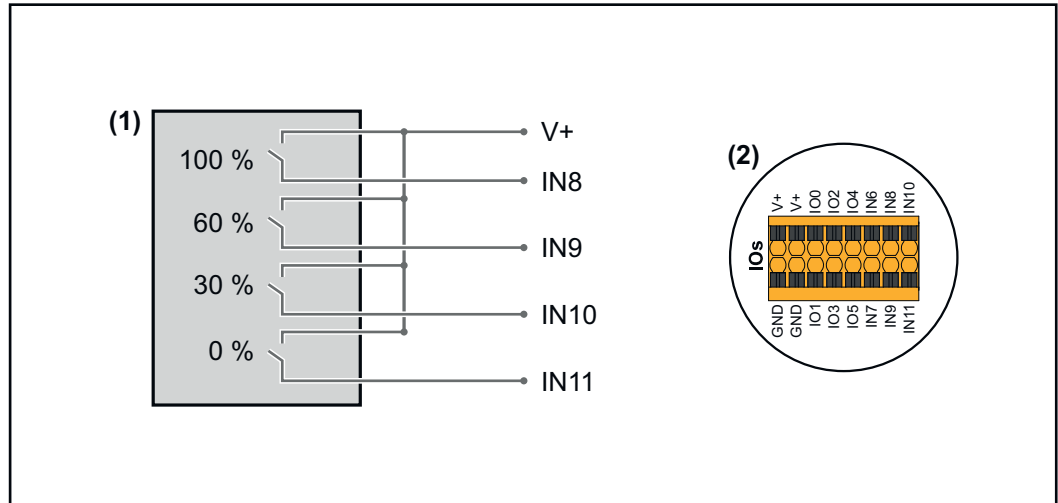 (1)
100 %
60 %
30 %
0 %
V+
IN8
IN9
IN10
IN11
(2)
IOs
V+
V+
IO0
IO2
IO4
IN6
IN8
IN10
GND
GND
IO1
IO3
IO5
IN7
IN9
IN11